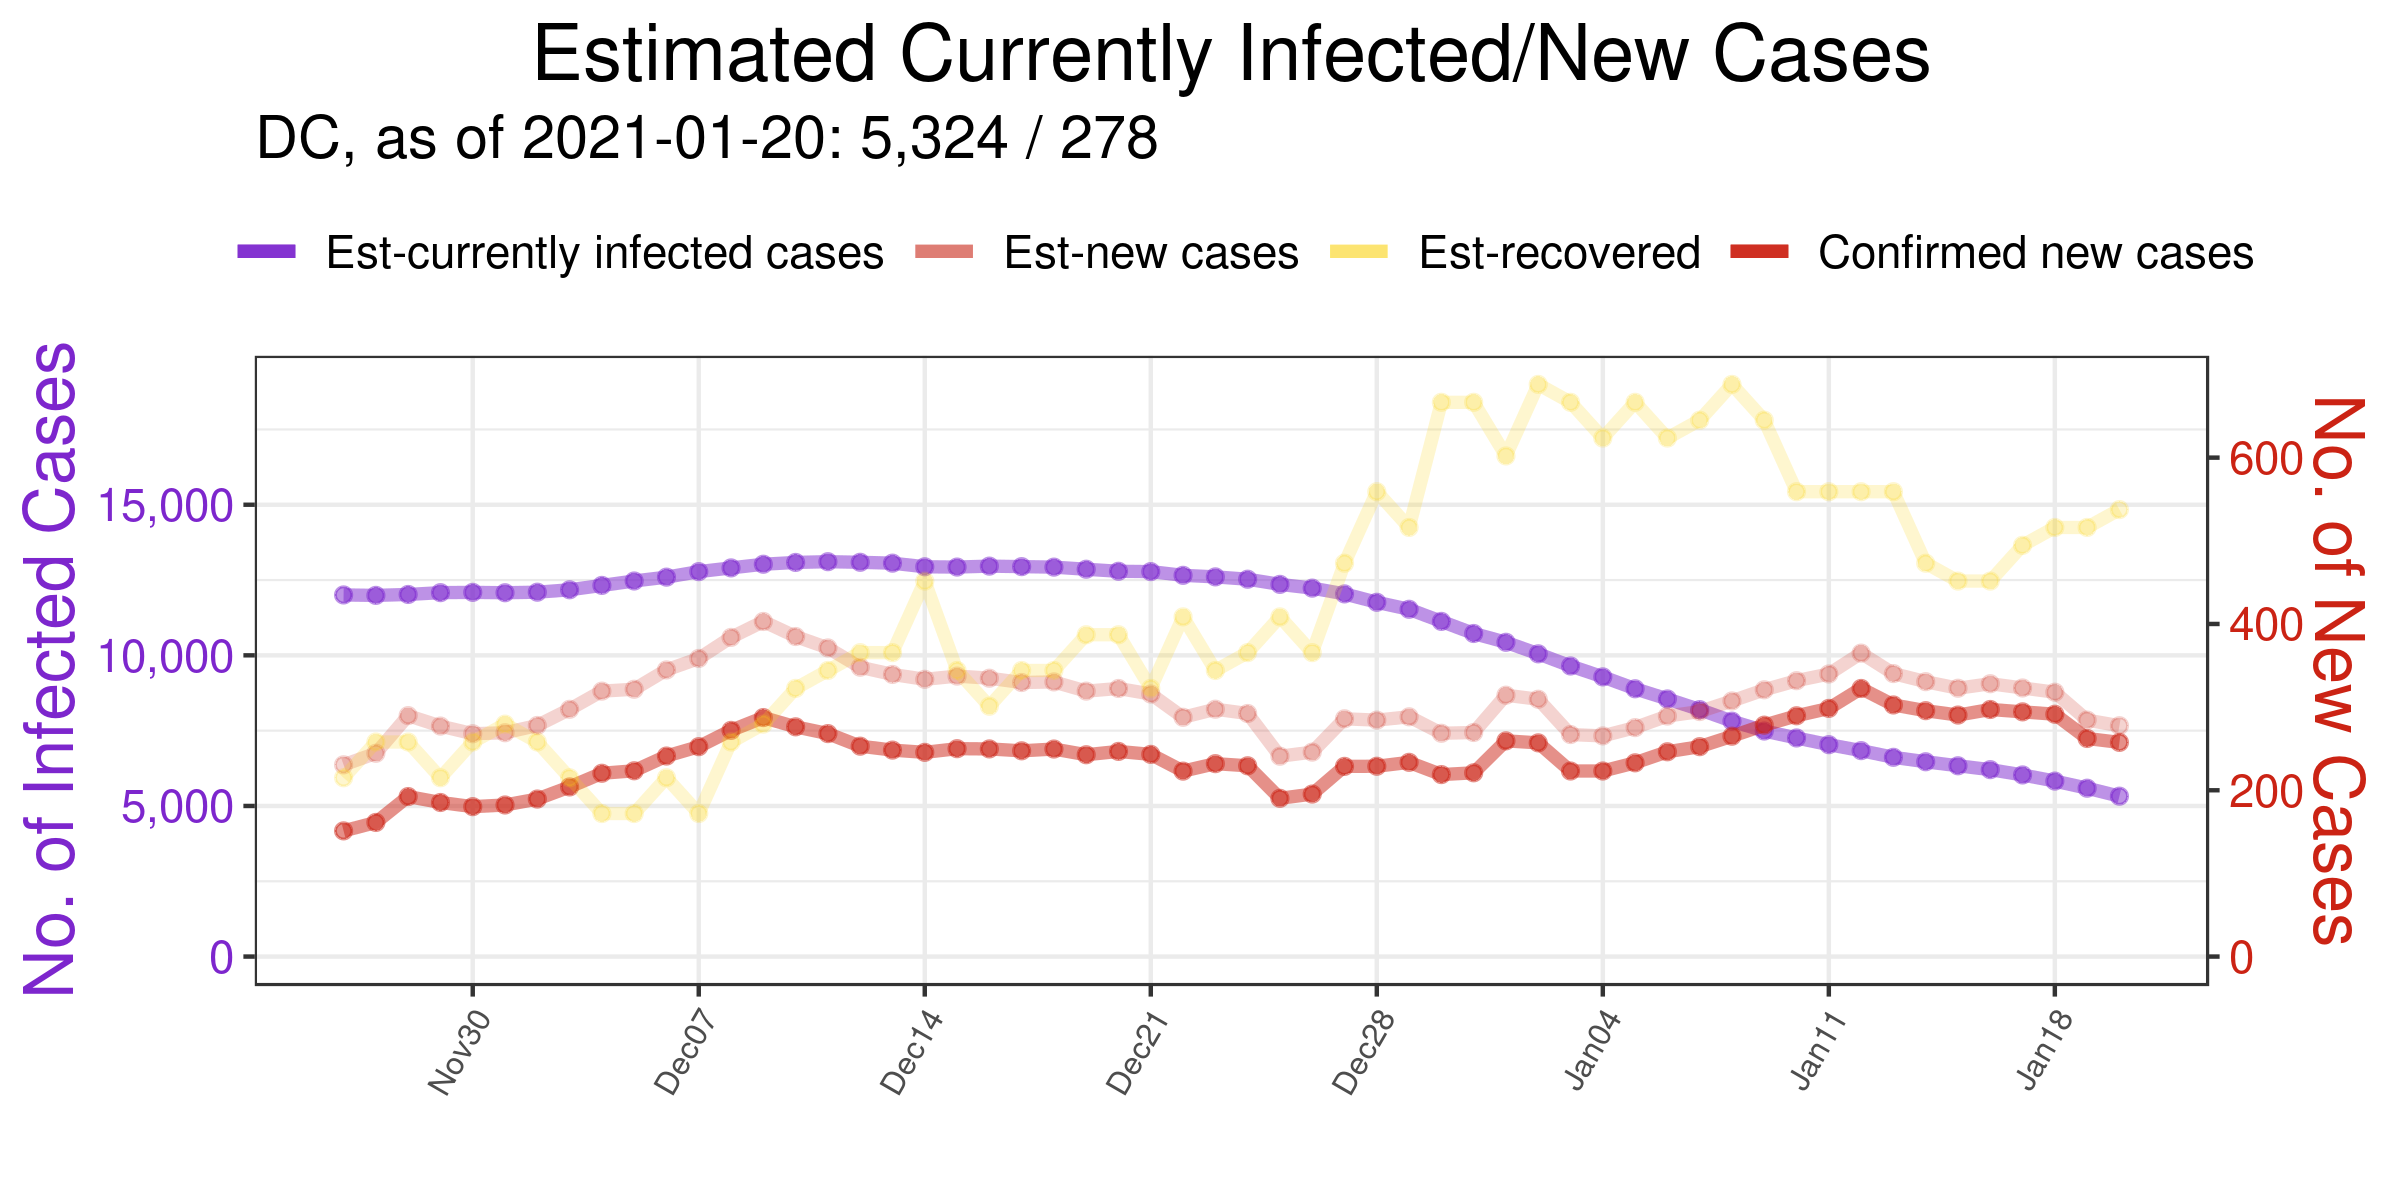 Estimated Currently Infected/New Cases
DC, as of 2021-01-20: 5,324 / 278
Est-currently infected cases Est-new cases Est-recovered Confirmed new cases
No. of Infected Cases
15,000
10,000
5,000
0
600
400
200
0
No. of New Cases
Nov30 Dec07 Dec14 Dec21 Dec28 Jan04 Jan11 Jan18